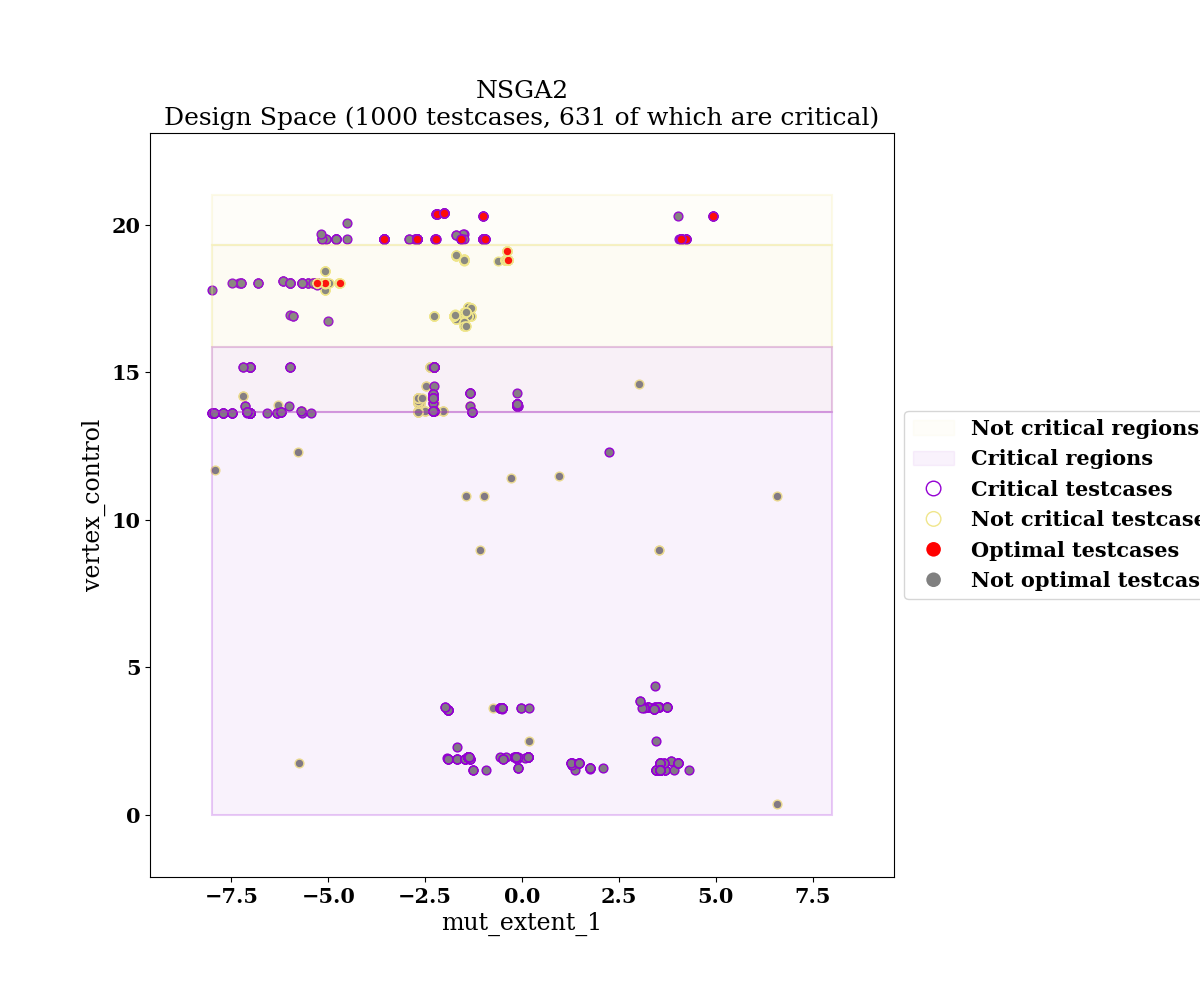 NSGA2
Design Space (1000 testcases, 631 of which are critical)
20
15
10
5
0
vertex_control
−7.5 −5.0 −2.5 0.0 2.5 5.0 7.5
mut_extent_1
Not critical regions
Critical regions
Critical testcases
Not critical testcase
Optimal testcases
Not optimal testcas